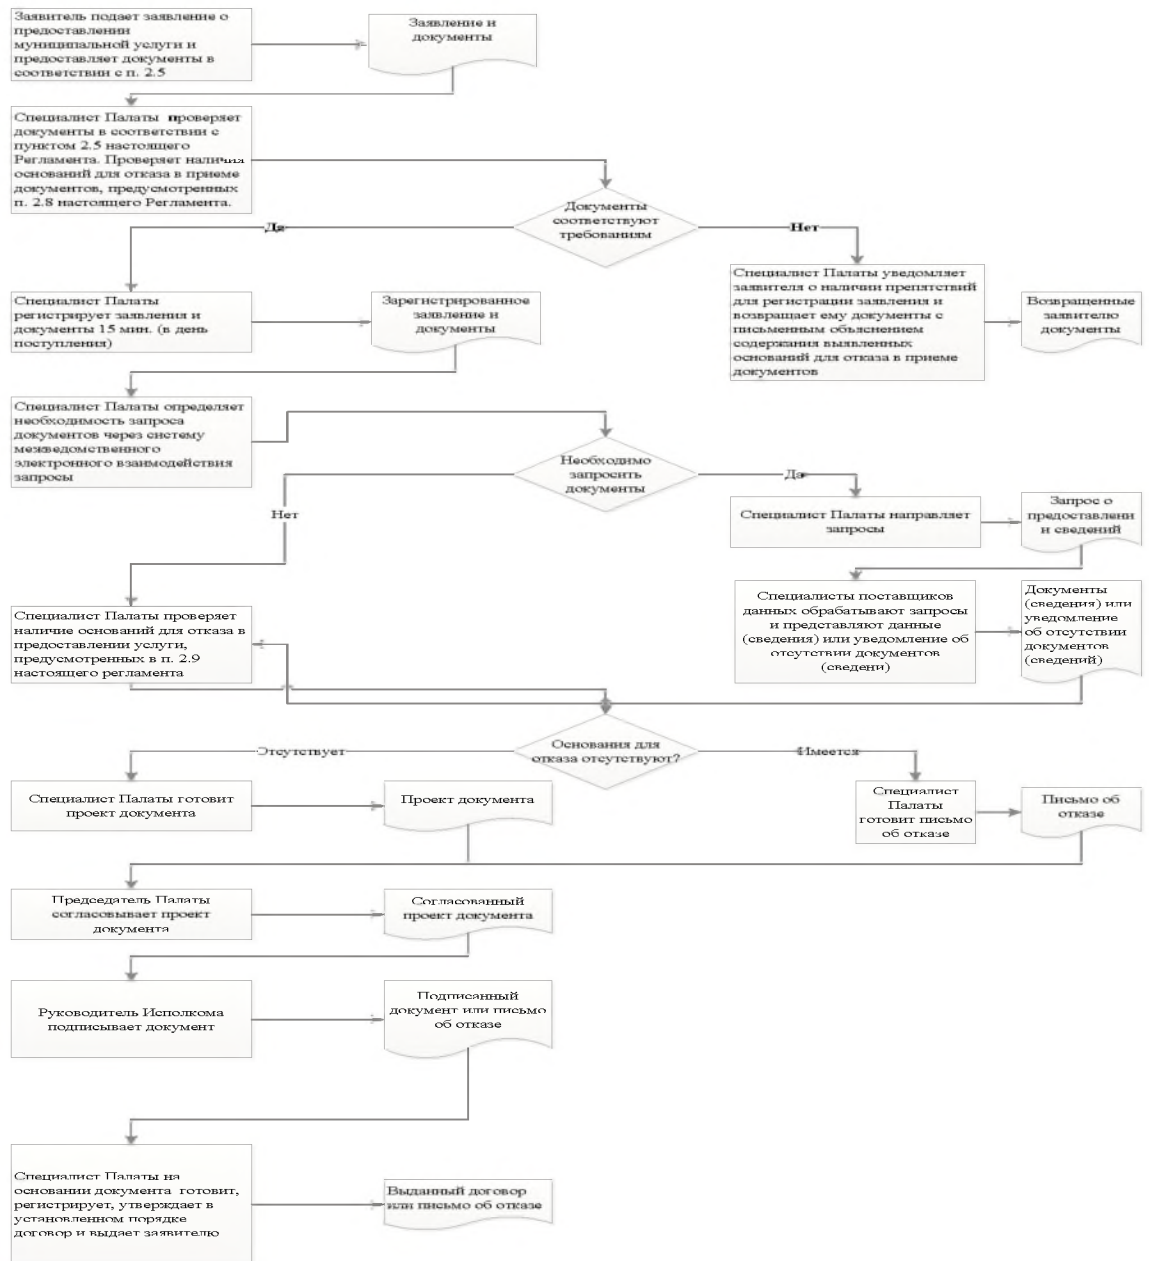 Заявитель подает заявление о
предоставлении
муниципальной услуги и
предоставляет документы в
соответствии с п. 2.5
Заявление и
документы
Специалист Палаты проверяет
документы в соответствии с
пунктом 2.5 настоящего
Регламента. Проверяет наличия
оснований для отказа в приеме
документов, предусмотренных
п. 2.8 настоящего Регламента.
Документы
соответствуют
требованиям
Да
Нет
Специалист Палаты
регистрирует заявления и
документы 15 мин. (в день
поступления)
Зарегистрированное
заявление и
документы
Специалист Палаты уведомляет
заявителя о наличии препятствий
для регистрации заявления и
возвращает ему документы с
письменным объяснением
содержания выявленных
оснований для отказа в приеме
документов
Возвращенные
заявителю
документы
Специалист Палаты определяет
необходимость запроса
документов через систему
межведомственного
электронного взаимодействия
запросы
Необходимо
запросить
документы
Да
Нет
Специалист Палаты направляет
запросы
Запрос о
предоставлени
и сведений
Специалисты поставщиков
данных обрабатывают запросы
и представляют данные
(сведения) или уведомление об
отсутствии документов
(сведени)
Документы
(сведения) или
уведомление
об отсутствии
документов
(сведений)
Специалист Палаты проверяет
наличие оснований для отказа в
предоставлении услуги,
предусмотренных в п. 2.9
настоящего регламента
Основания для
отказа отсутствуют?
Отсутствует
Имеется
Специалист Палаты готовит
проект документа
Проект документа
Специалист
Палаты
готовит письмо
об отказе
Письмо об
отказе
Председатель Палаты
согласовывает проект
документа
Согласованный
проект документа
Руководитель Исполкома
подписывает документ
Подписанный
документ или письмо
об отказе
Специалист Палаты на
основании документа готовит,
регистрирует, утверждает в
установленном порядке
договор и выдает заявителю
Выданный договор
или письмо об отказе